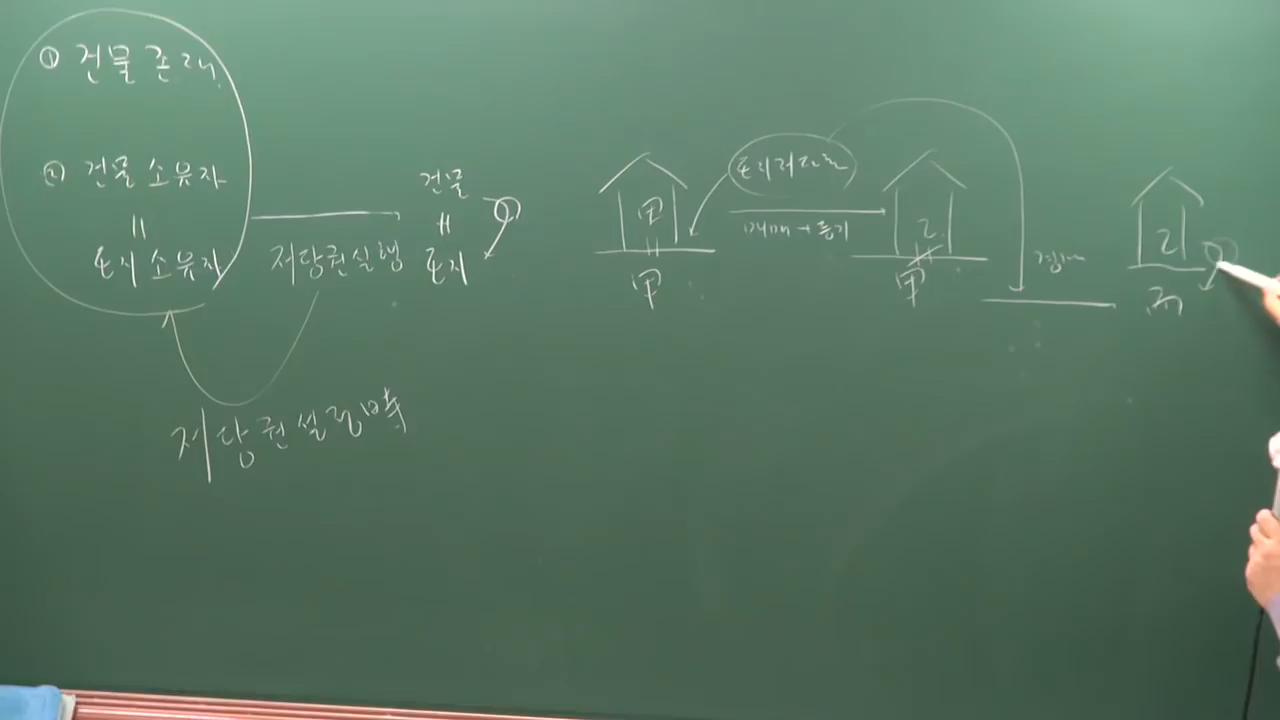 ① 건물 존재.
② 건물 소유자
=
토지 소유자
저당권실행
건물
=
토지
저당권 설정 당시
甲
=
甲
토지저당권
매매 → 등기
乙
甲
경매
乙
丙